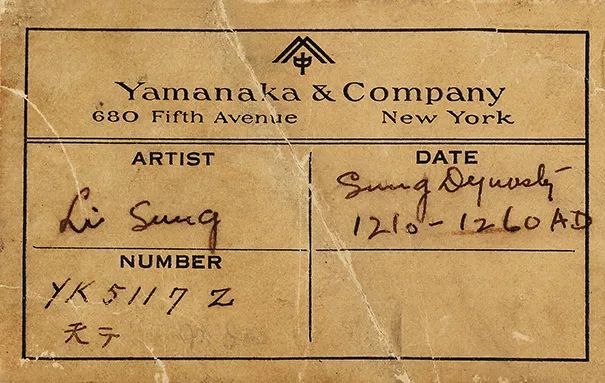 中
Yamanaka & Company
680 Fifth Avenue New York
ARTIST
Li Sung
DATE
Sung Dynasty
1210-1260 AD
NUMBER
YK 5117 Z
天テ